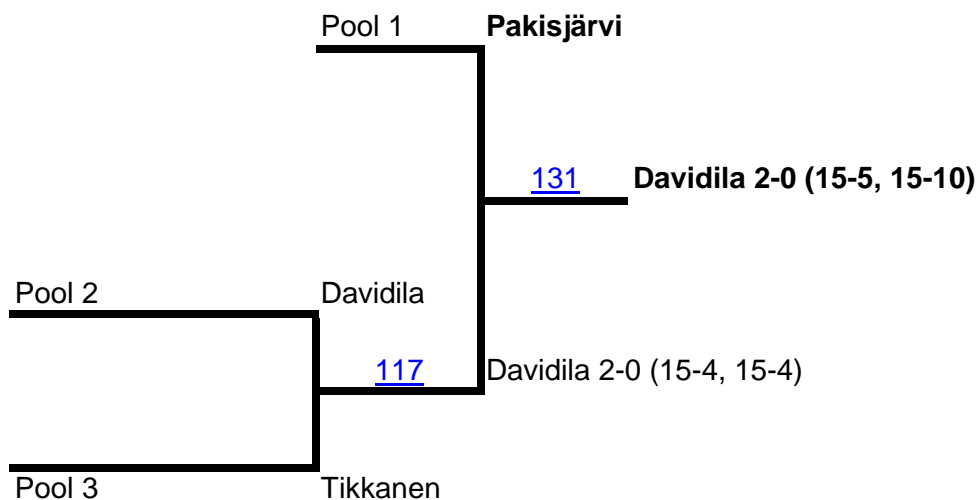 Pool 1 Pakisjärvi
131 Davidila 2-0 (15-5, 15-10)
Pool 2 Davidila
117 Davidila 2-0 (15-4, 15-4)
Pool 3 Tikkanen